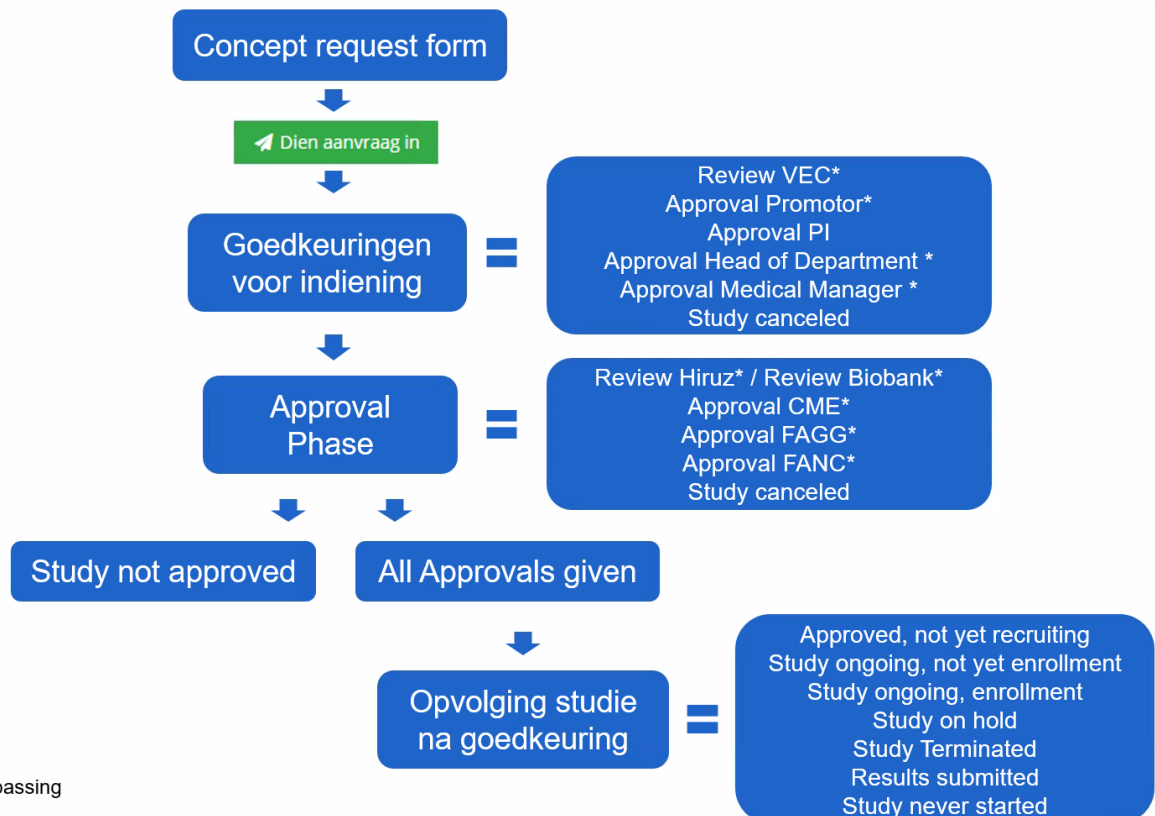 Concept request form
Dien aanvraag in
Goedkeuringen
voor indiening
=
Review VEC*
Approval Promotor*
Approval PI
Approval Head of Department *
Approval Medical Manager *
Study canceled
Approval
Phase
=
Review Hiruz* / Review Biobank*
Approval CME*
Approval FAGG*
Approval FANC*
Study canceled
Study not approved
All Approvals given
Opvolging studie
na goedkeuring
=
Approved, not yet recruiting
Study ongoing, not yet enrollment
Study ongoing, enrollment
Study on hold
Study Terminated
Results submitted
Study never started
passing